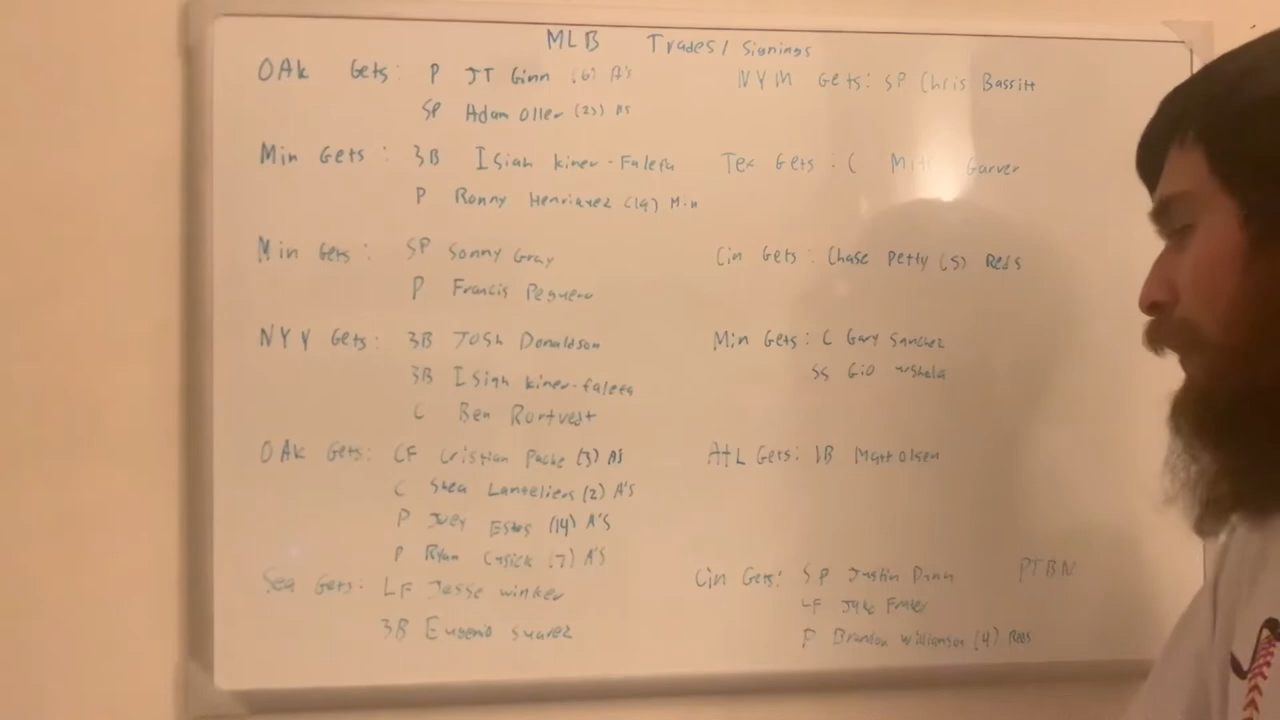 MLB Trades/Signings
OAk Gets: P JT Ginn (6) A's NYM Gets: SP Chris Bassitt
SP Adam Oller (23) AS
Min Gets: 3B Isiah kiner-Falefa Tex Gets: C Garver
P Ronny Henriquez (19) Min
Min Gets: SP Sonny Gray Cin Gets: Chase Petty (5) Reds
P Francis Peguero
NYY Gets: 3B JOSh Donaldson Min Gets: C Gary Sanchez
3B Isiah kiner-falefa SS GiO urshela
C Ben Rortvedt
OAk Gets: CF Cristian Pache (3) A's AtL Gets: 1B Matt Olsen
C Shea Lanteliers (2) A'S
P Joey Estes (14) A'S
P Ryan Cusick (7) A'S
Sea Gets: LF Jesse winker Cin Gets: SP Justin Dunn PTBN
3B Eugenio suarez LF Jake Fraley
P Brandon williamson (4) Reds